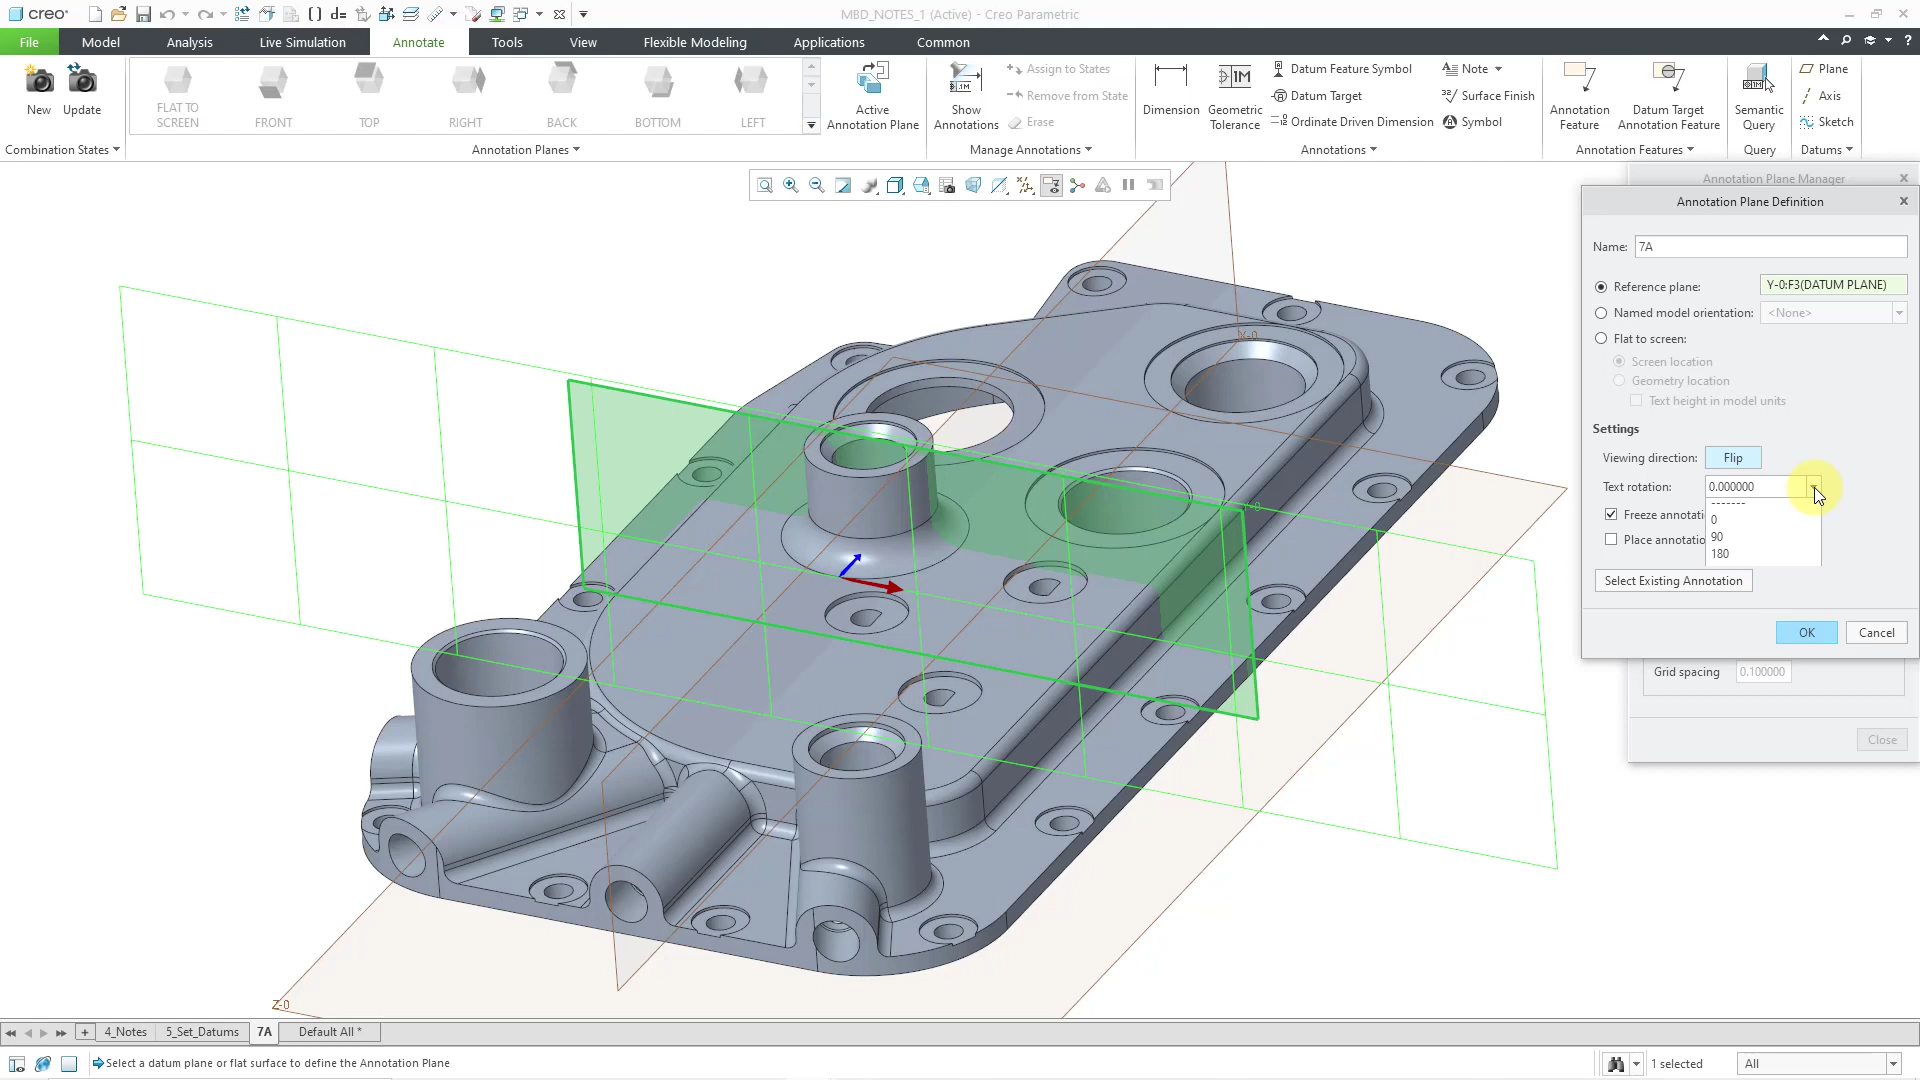 creo
MBD_NOTES_1 (Active) - Creo Parametric
File Model Analysis Live Simulation Annotate Tools View Flexible Modeling Applications Common
New Update
FLAT TO SCREEN
FRONT
TOP
RIGHT
BACK
BOTTOM
LEFT
Active Annotation Plane
Show Annotations
Assign to States
Remove from State
Erase
Dimension
Geometric Tolerance
Datum Feature Symbol
Datum Target
Ordinate Driven Dimension
Note
Surface Finish
Symbol
Annotation Feature
Datum Target Annotation Feature
Semantic Query
Plane
Axis
Sketch
Combination States Annotation Planes Manage Annotations Annotations Annotation Features Query Datums
Annotation Plane Manager
Annotation Plane Definition
Name: 7A
Reference plane: Y-0:F3(DATUM PLANE)
Named model orientation: <None>
Flat to screen:
Screen location
Geometry location
Text height in model units
Settings
Viewing direction: Flip
Text rotation: 0.000000
-------
0
90
180
Freeze annotati
Place annotatio
Select Existing Annotation
OK Cancel
Grid spacing 0.100000
Close
X-0
Z-0
4_Notes 5_Set_Datums 7A Default All *
Select a datum plane or flat surface to define the Annotation Plane
1 selected
All